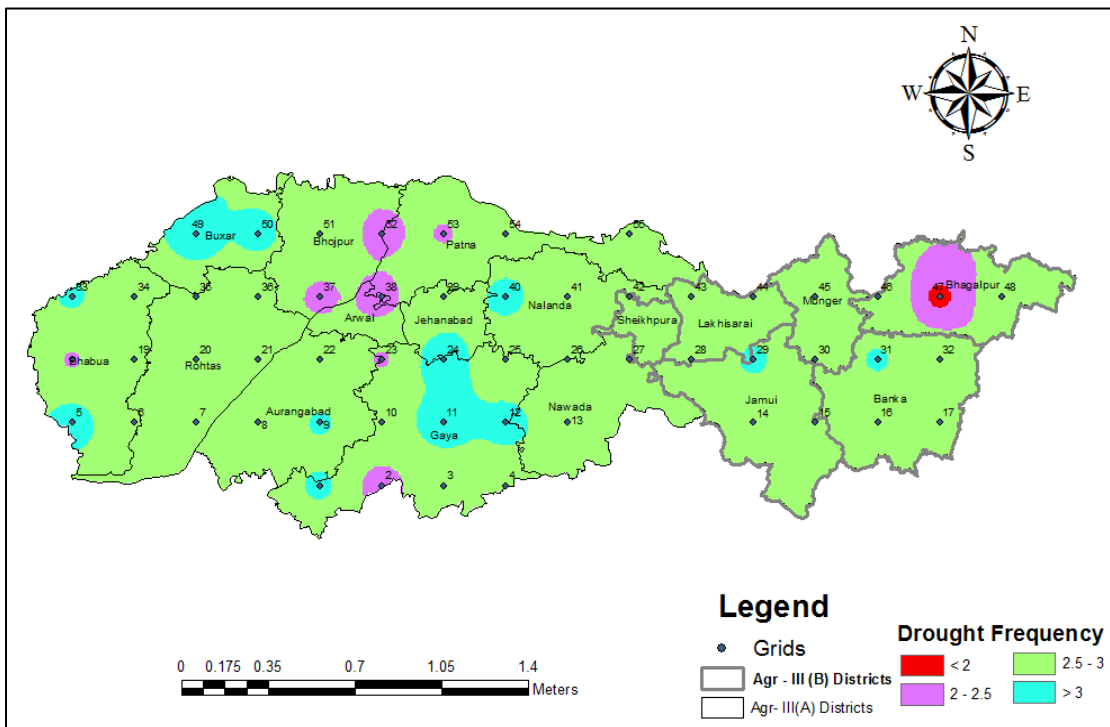 N
W E
S
49 50 51 52 53 54 55
Buxar Bhojpur Patna
33 34 35 36 37 38 39 40 41 42 43 44 45 46 47 48
Arwal Jehanabad Nalanda Sheikhpura Lakhisarai Munger Bhagalpur
19 20 21 22 23 24 25 26 27 28 29 30 31 32
Rohtas
5 6 7 8 9 10 11 12 13 14 15 16 17
Aurangabad Gaya Nawada Jamui Banka
1 2 3 4
Legend
Grids
Agr - III (B) Districts
Agr- III(A) Districts
Drought Frequency
< 2
2 - 2.5
2.5 - 3
> 3
0 0.175 0.35 0.7 1.05 1.4
Meters